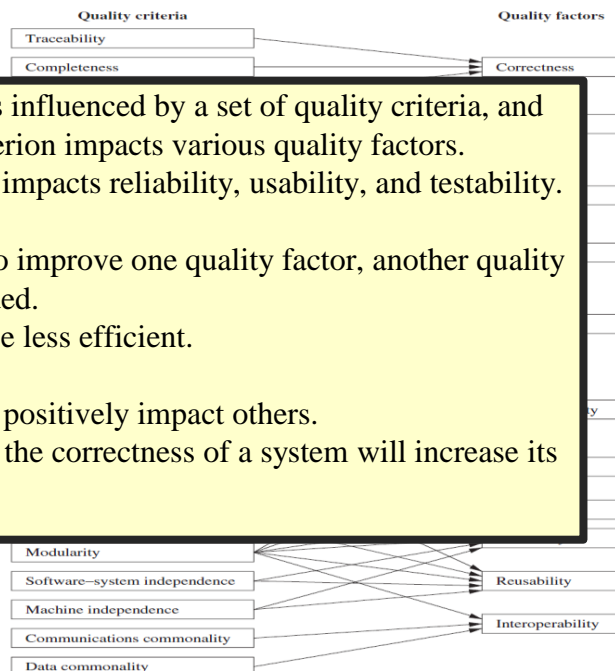 Quality criteria
Quality factors
Traceability
Completeness
Correctness
influenced by a set of quality criteria, and
impacts various quality factors.
impacts reliability, usability, and testability.
improve one quality factor, another quality
less efficient.
positively impact others.
the correctness of a system will increase its
Modularity
Software–system independence
Reusability
Machine independence
Interoperability
Communications commonality
Data commonality